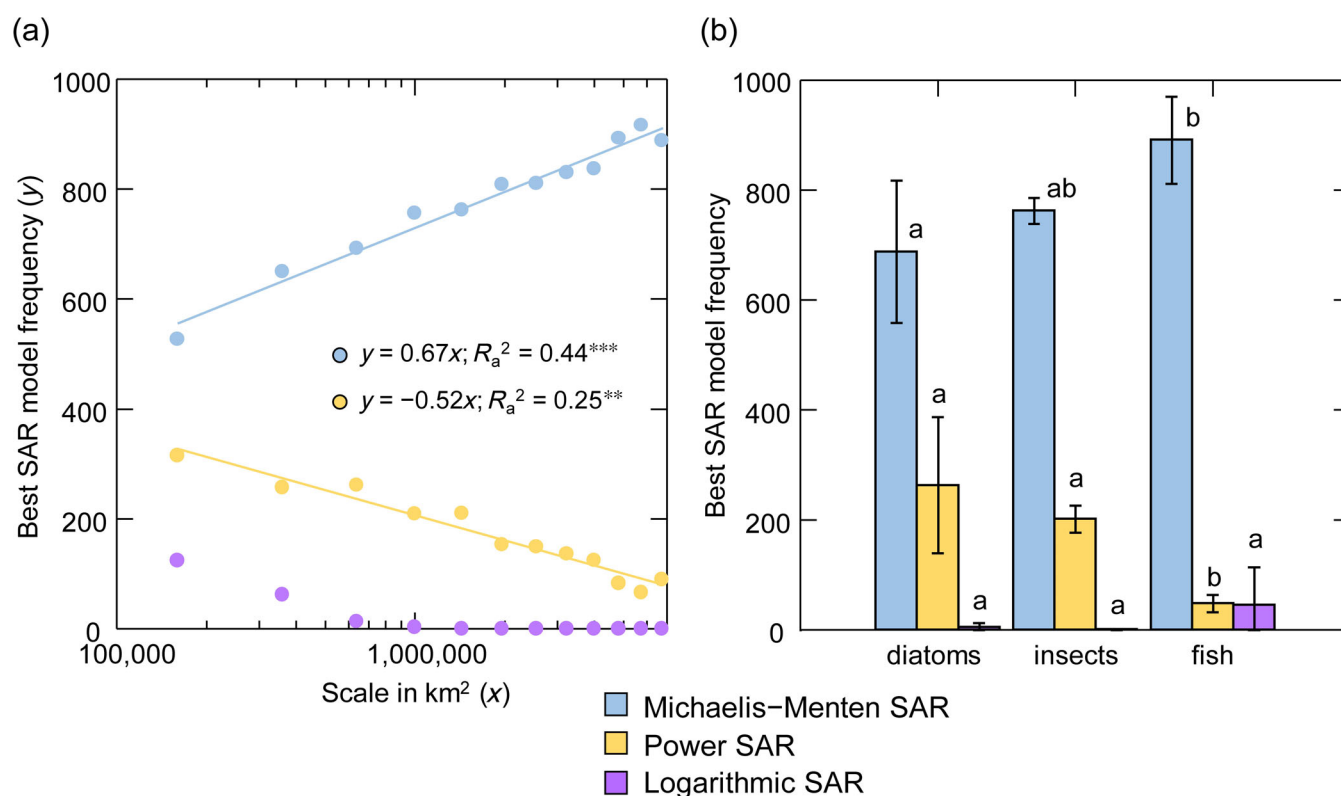 (a)
Best SAR model frequency (y)
1000
800
600
400
200
0
y = 0.67x; Ra² = 0.44***
y = −0.52x; Ra² = 0.25**
100,000
1,000,000
Scale in km² (x)
(b)
Best SAR model frequency
1000
800
600
400
200
0
a
a
a
ab
a
a
b
b
a
diatoms
insects
fish
Michaelis−Menten SAR
Power SAR
Logarithmic SAR